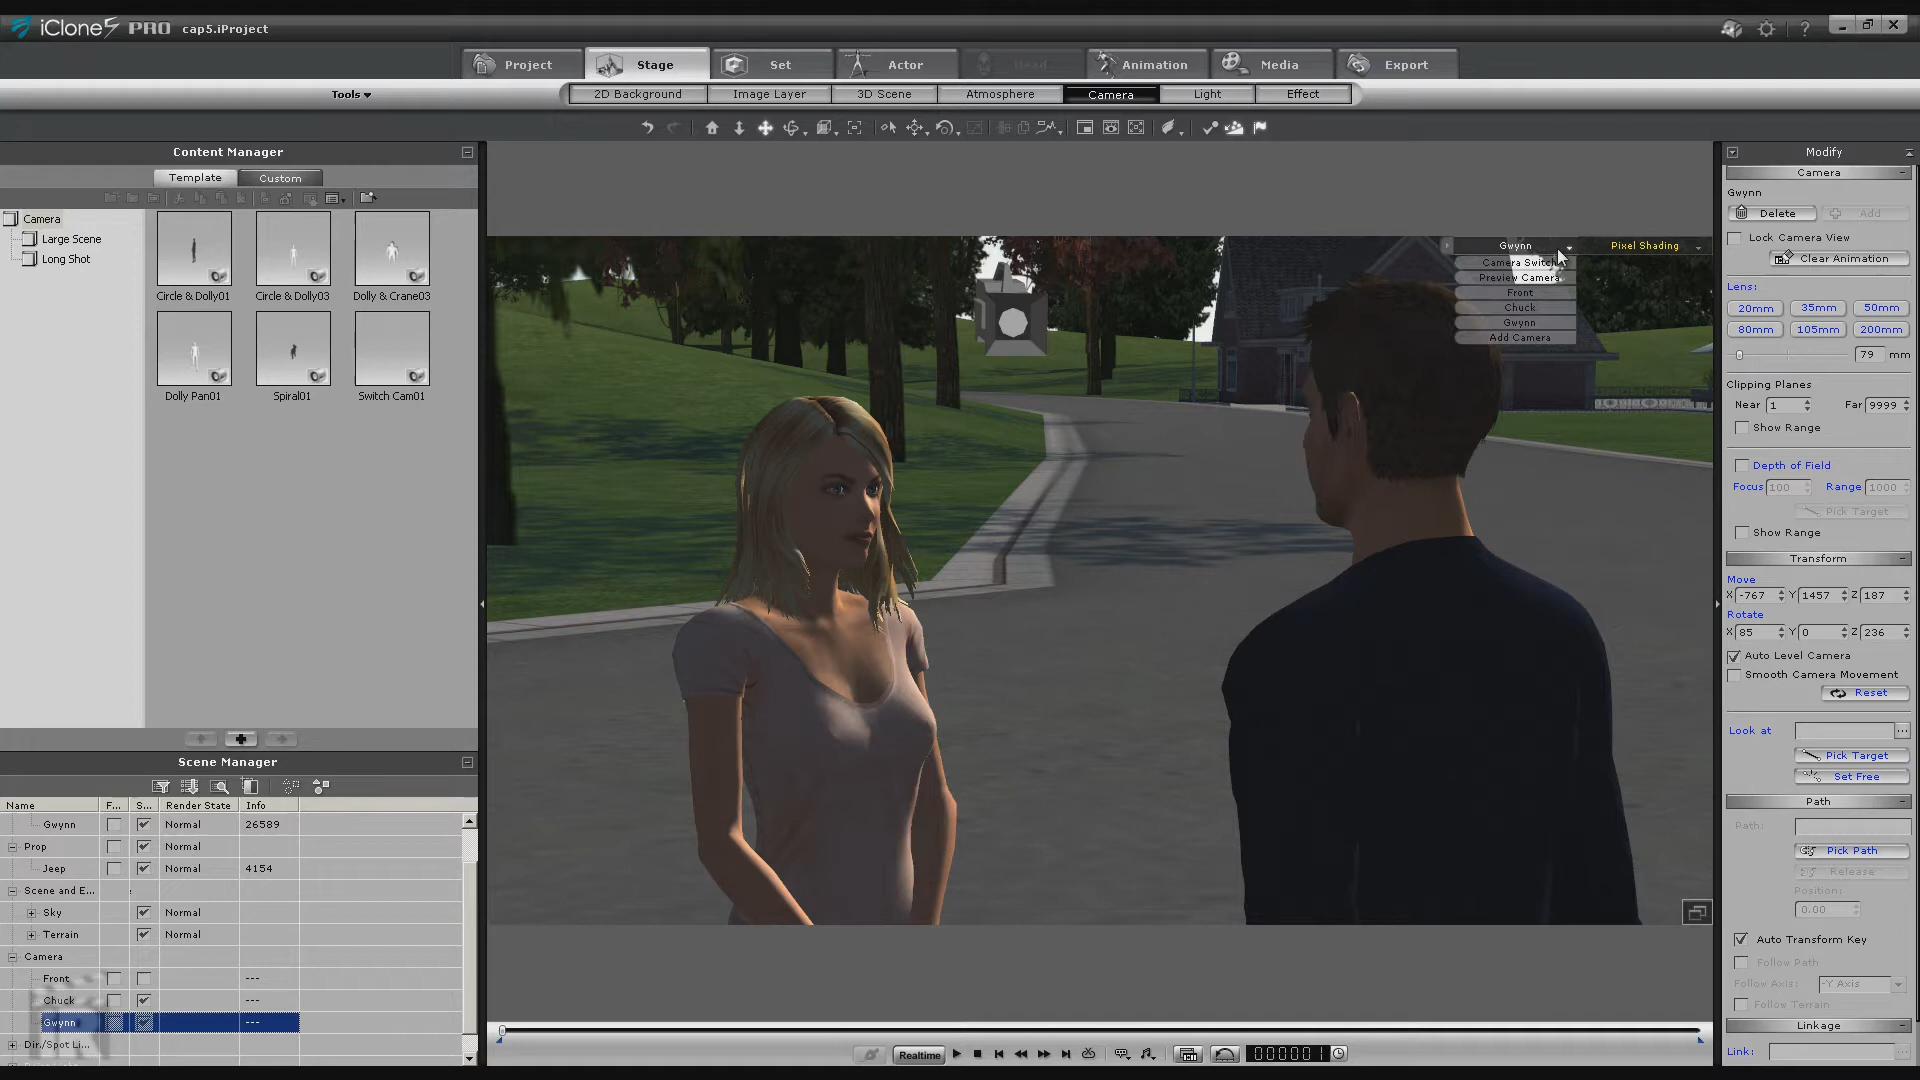 iClone5 PRO cap5.iProject
Project Stage Set Actor Head Animation Media Export
Tools
2D Background Image Layer 3D Scene Atmosphere Camera Light Effect
Content Manager
Template Custom
Camera
Large Scene
Long Shot
Circle & Dolly01 Circle & Dolly03 Dolly & Crane03
Dolly Pan01 Spiral01 Switch Cam01
Scene Manager
Name F... S... Render State Info
Gwynn Normal 26589
Prop Normal
Jeep Normal 4154
Scene and E...
Sky Normal
Terrain Normal
Camera
Front ---
Chuck ---
Gwynn ---
Dir./Spot Li...
Gwynn Pixel Shading
Camera Switch
Preview Camera
Front
Chuck
Gwynn
Add Camera
Realtime 000001
Modify
Camera
Gwynn
Delete Add
Lock Camera View
Clear Animation
Lens:
20mm 35mm 50mm
80mm 105mm 200mm
79 mm
Clipping Planes
Near 1 Far 9999
Show Range
Depth of Field
Focus 100 Range 1000
Pick Target
Show Range
Transform
Move
X -767 Y 1457 Z 187
Rotate
X 85 Y 0 Z 236
Auto Level Camera
Smooth Camera Movement
Reset
Look at ...
Pick Target
Set Free
Path
Path:
Pick Path
Release
Position:
0.00
Auto Transform Key
Follow Path
Follow Axis: -Y Axis
Follow Terrain
Linkage
Link: